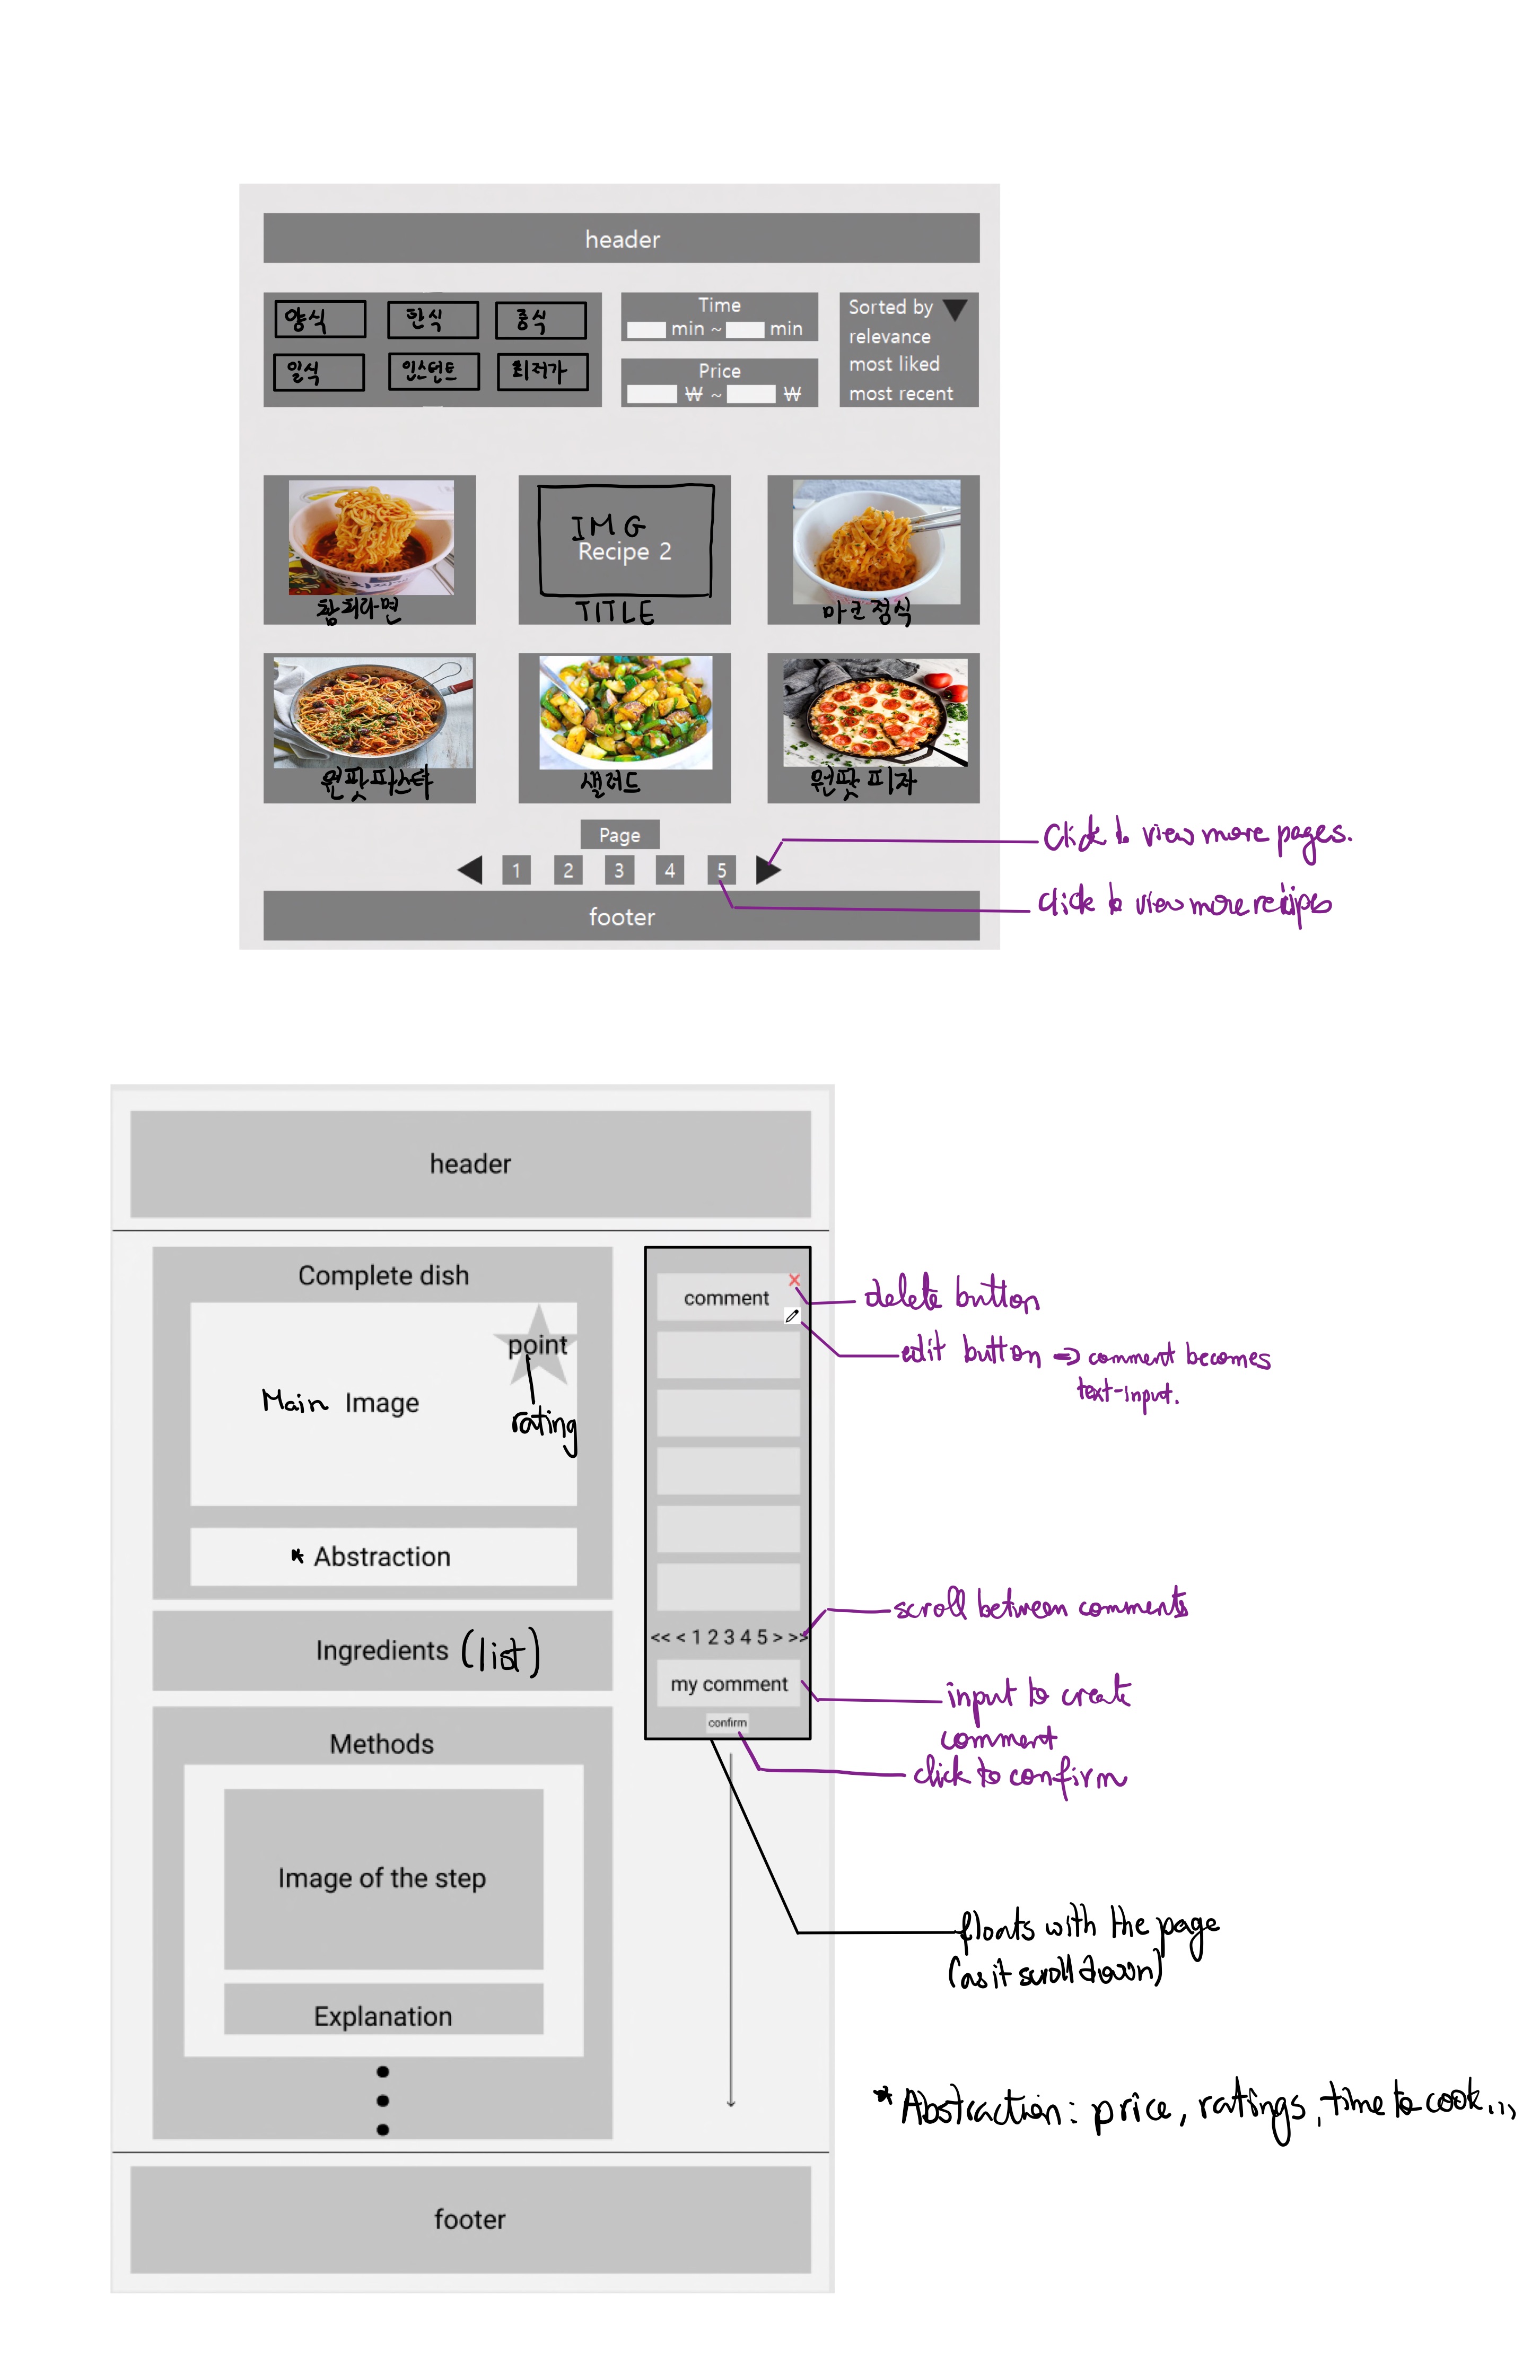 header
양식 한식 중식
일식 인스턴트 최저가
Time
min ~ min
Price
₩ ~ ₩
Sorted by
relevance
most liked
most recent
IMG
Recipe 2
참피라면 TITLE 마크정식
원팟파스타 샐러드 원팟 피자
Page
1 2 3 4 5
Click to view more pages.
click to view more recipes
footer
header
Complete dish
point
Main Image
rating
* Abstraction
Ingredients (list)
Methods
Image of the step
Explanation
comment
delete button
edit button ⇒ comment becomes
text-input.
scroll between comments
<< < 1 2 3 4 5 > >>
my comment
input to create
comment
confirm
click to confirm
floats with the page
(as it scroll down)
* Abstraction: price, ratings, time to cook...
footer